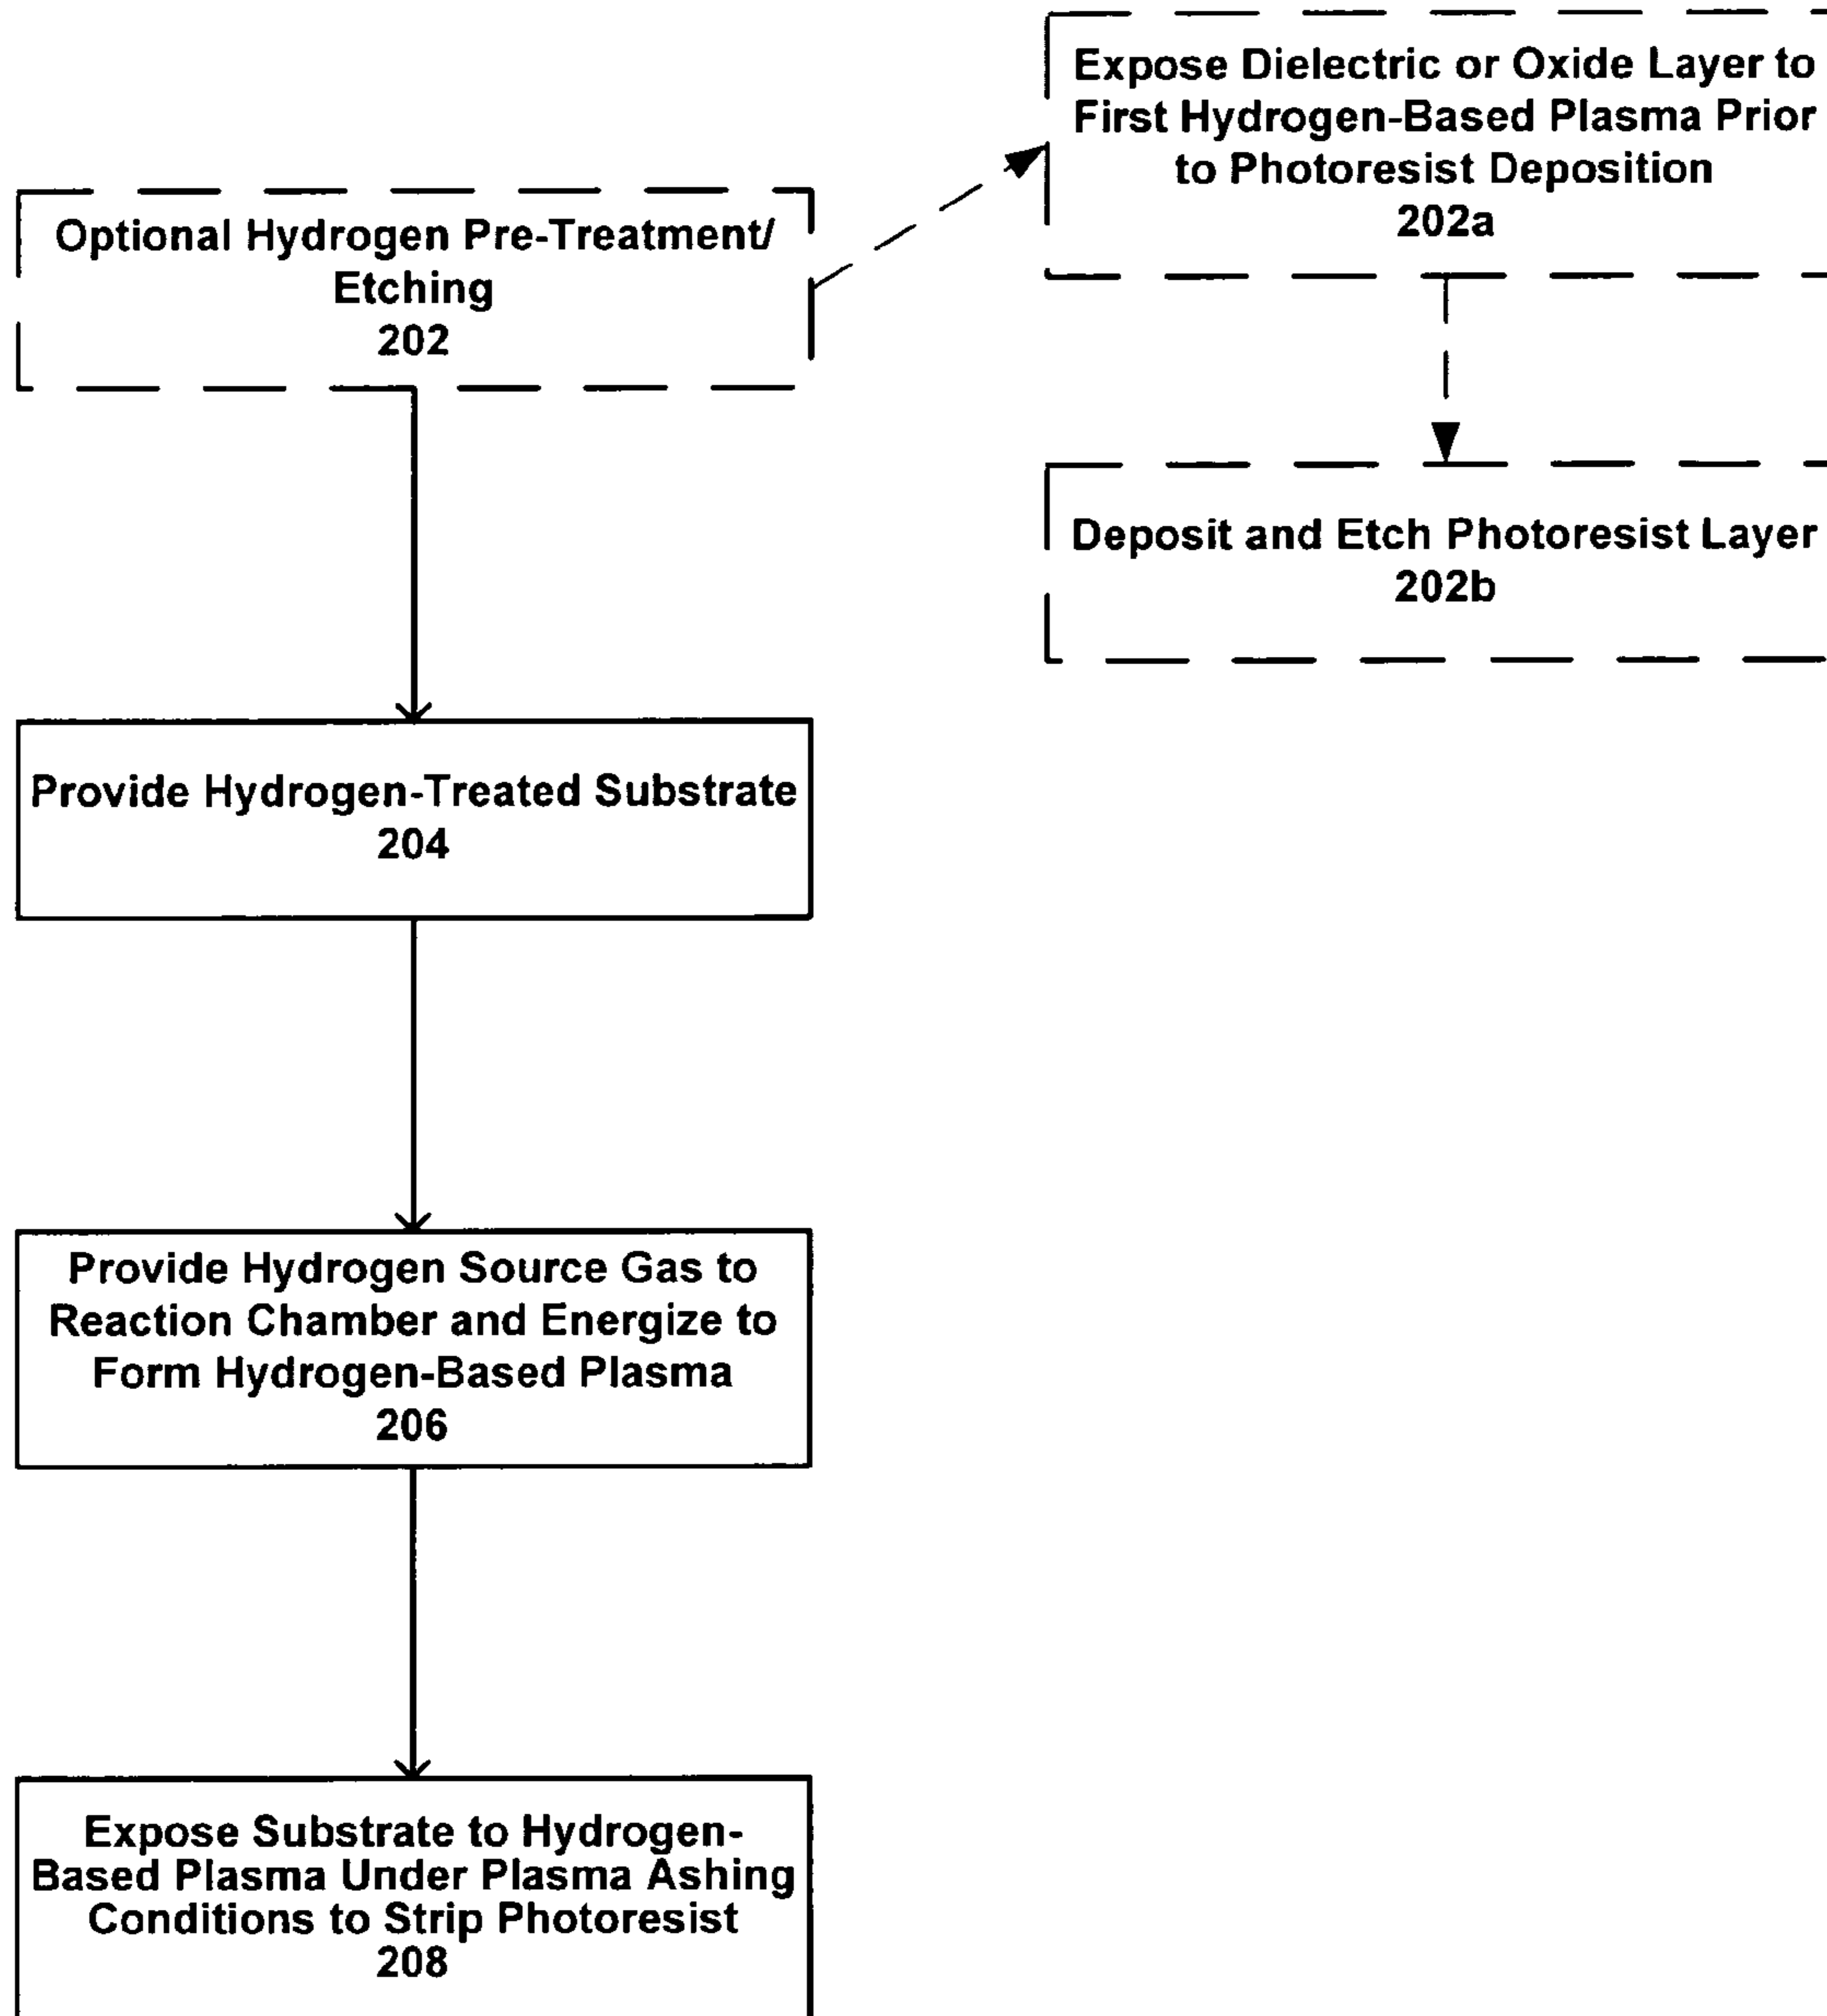 Optional Hydrogen Pre-Treatment/
Etching
202
Expose Dielectric or Oxide Layer to
First Hydrogen-Based Plasma Prior
to Photoresist Deposition
202a
Deposit and Etch Photoresist Layer
202b
Provide Hydrogen-Treated Substrate
204
Provide Hydrogen Source Gas to
Reaction Chamber and Energize to
Form Hydrogen-Based Plasma
206
Expose Substrate to Hydrogen-
Based Plasma Under Plasma Ashing
Conditions to Strip Photoresist
208